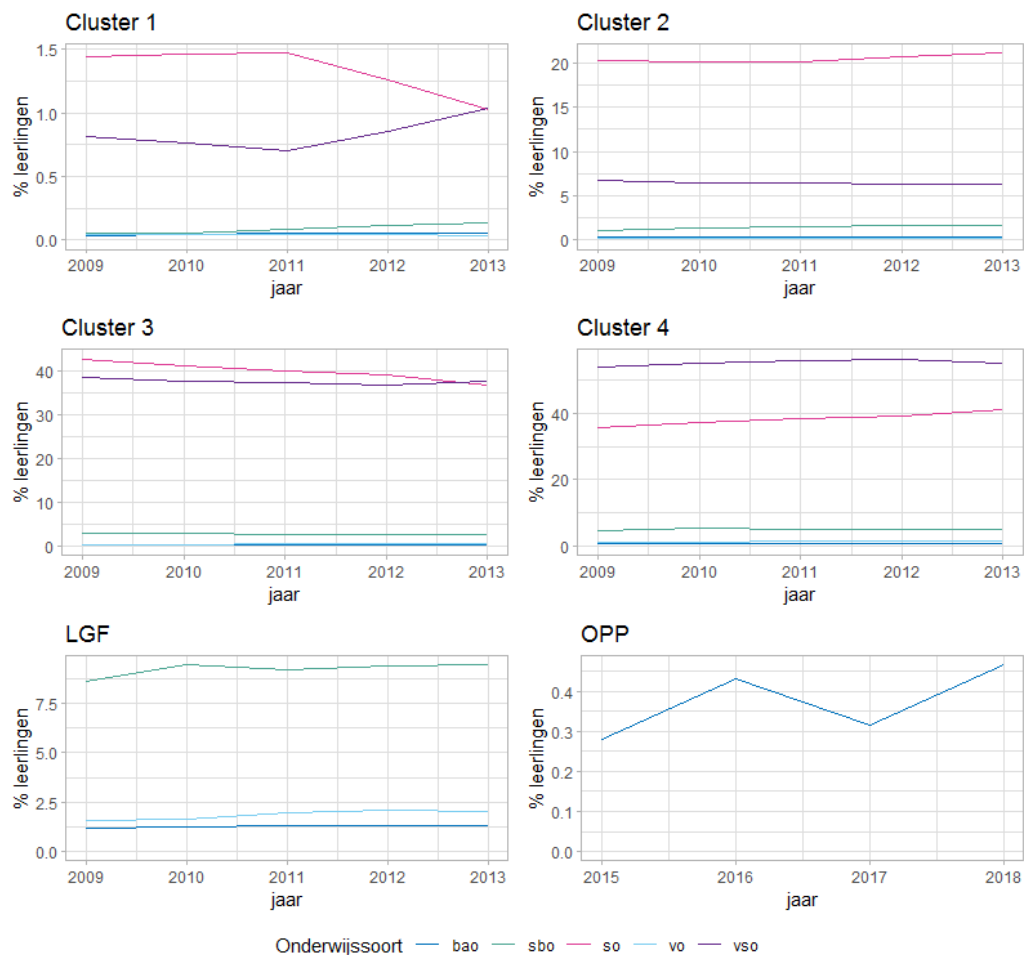 Cluster 1
1.5
1.0
0.5
0.0
% leerlingen
2009 2010 2011 2012 2013
jaar
Cluster 2
20
15
10
5
0
% leerlingen
2009 2010 2011 2012 2013
jaar
Cluster 3
40
30
20
10
0
% leerlingen
2009 2010 2011 2012 2013
jaar
Cluster 4
40
20
0
% leerlingen
2009 2010 2011 2012 2013
jaar
LGF
7.5
5.0
2.5
0.0
% leerlingen
2009 2010 2011 2012 2013
jaar
OPP
0.4
0.3
0.2
0.1
0.0
% leerlingen
2015 2016 2017 2018
jaar
Onderwijssoort bao sbo so vo vso